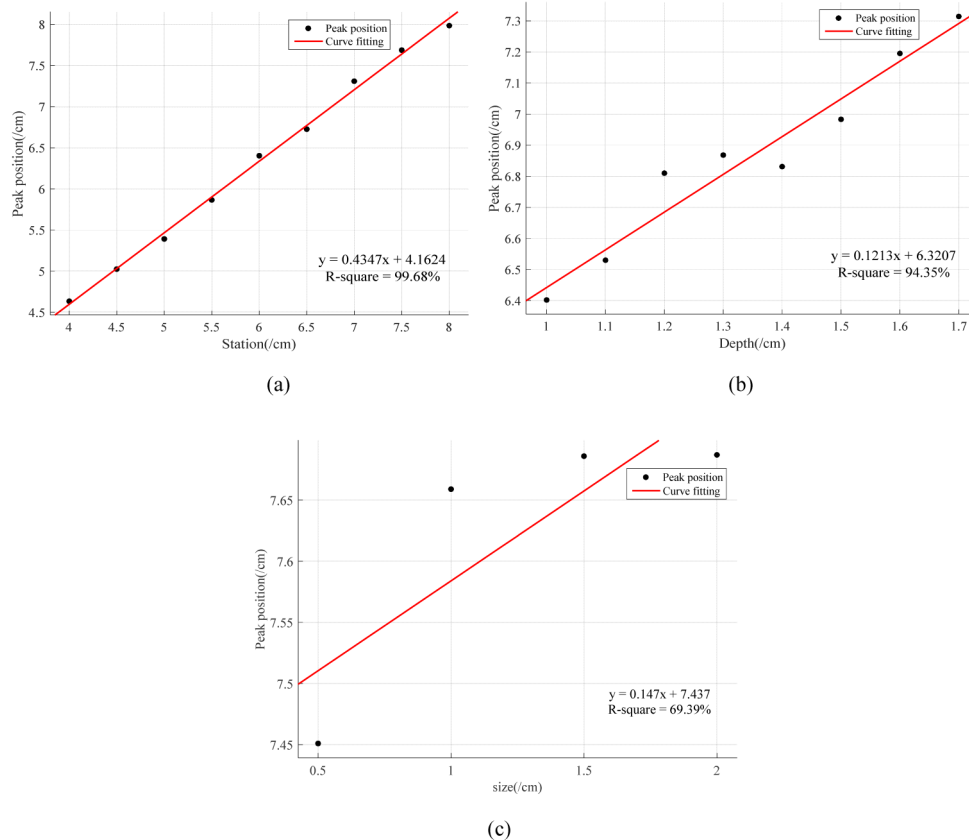 8
7.5
7
6.5
6
5.5
5
4.5
Peak position(/cm)
Peak position
Curve fitting
y = 0.4347x + 4.1624
R-square = 99.68%
4 4.5 5 5.5 6 6.5 7 7.5 8
Station(/cm)
(a)
7.3
7.2
7.1
7
6.9
6.8
6.7
6.6
6.5
6.4
Peak position(/cm)
Peak position
Curve fitting
y = 0.1213x + 6.3207
R-square = 94.35%
1 1.1 1.2 1.3 1.4 1.5 1.6 1.7
Depth(/cm)
(b)
7.65
7.6
7.55
7.5
7.45
Peak position(/cm)
Peak position
Curve fitting
y = 0.147x + 7.437
R-square = 69.39%
0.5 1 1.5 2
size(/cm)
(c)